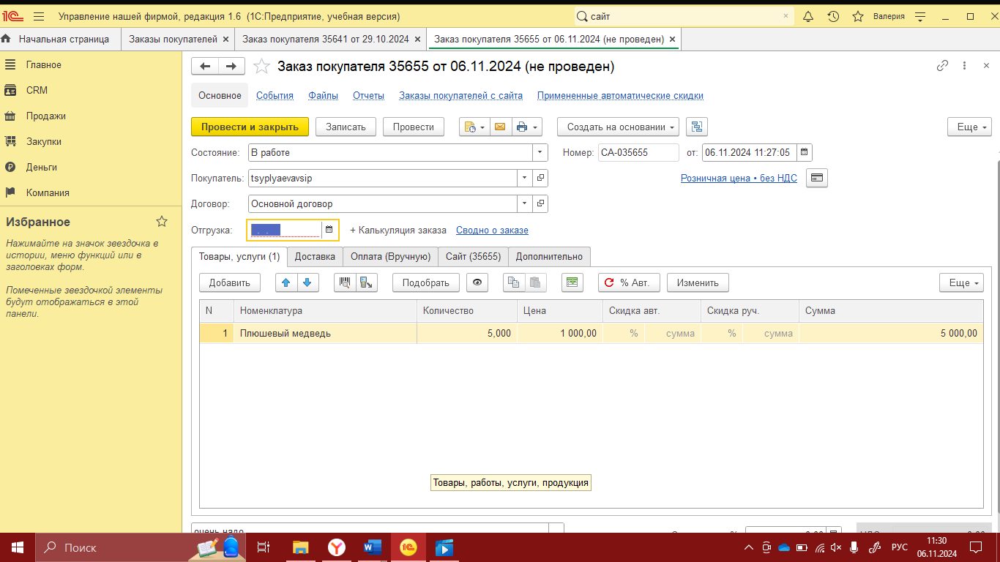 Управление нашей фирмой, редакция 1.6 (1С:Предприятие, учебная версия)
сайт
Валерия
Начальная страница
Заказы покупателей
Заказ покупателя 35641 от 29.10.2024
Заказ покупателя 35655 от 06.11.2024 (не проведен)
Главное
CRM
Продажи
Закупки
Деньги
Компания
Избранное
Нажимайте на значок звездочка в
истории, меню функций или в
заголовках форм.
Помеченные звездочкой элементы
будут отображаться в этой
панели.
Заказ покупателя 35655 от 06.11.2024 (не проведен)
Основное События Файлы Отчеты Заказы покупателей с сайта Примененные автоматические скидки
Провести и закрыть Записать Провести Создать на основании Еще
Состояние: В работе Номер: СА-035655 от: 06.11.2024 11:27:05
Покупатель: tsyplyaevavsip Розничная цена • без НДС
Договор: Основной договор
Отгрузка: . . + Калькуляция заказа Сводно о заказе
Товары, услуги (1) Доставка Оплата (Вручную) Сайт (35655) Дополнительно
Добавить Подобрать % Авт. Изменить Еще
N Номенклатура Количество Цена Скидка авт. Скидка руч. Сумма
1 Плюшевый медведь 5,000 1 000,00 % сумма % сумма 5 000,00
Товары, работы, услуги, продукция
очень надо
Поиск
РУС
11:30
06.11.2024